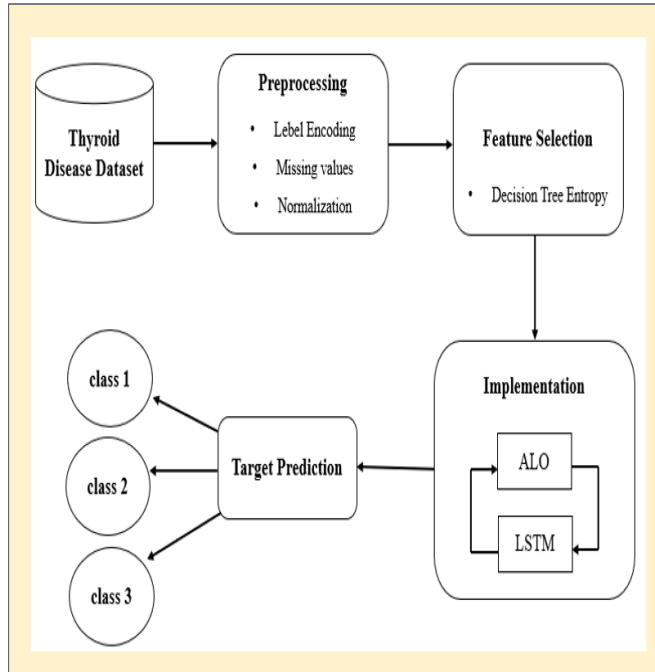 Thyroid
Disease Dataset
Preprocessing
• Lebel Encoding
• Missing values
• Normalization
Feature Selection
• Decision Tree Entropy
Implementation
ALO
LSTM
Target Prediction
class 1
class 2
class 3